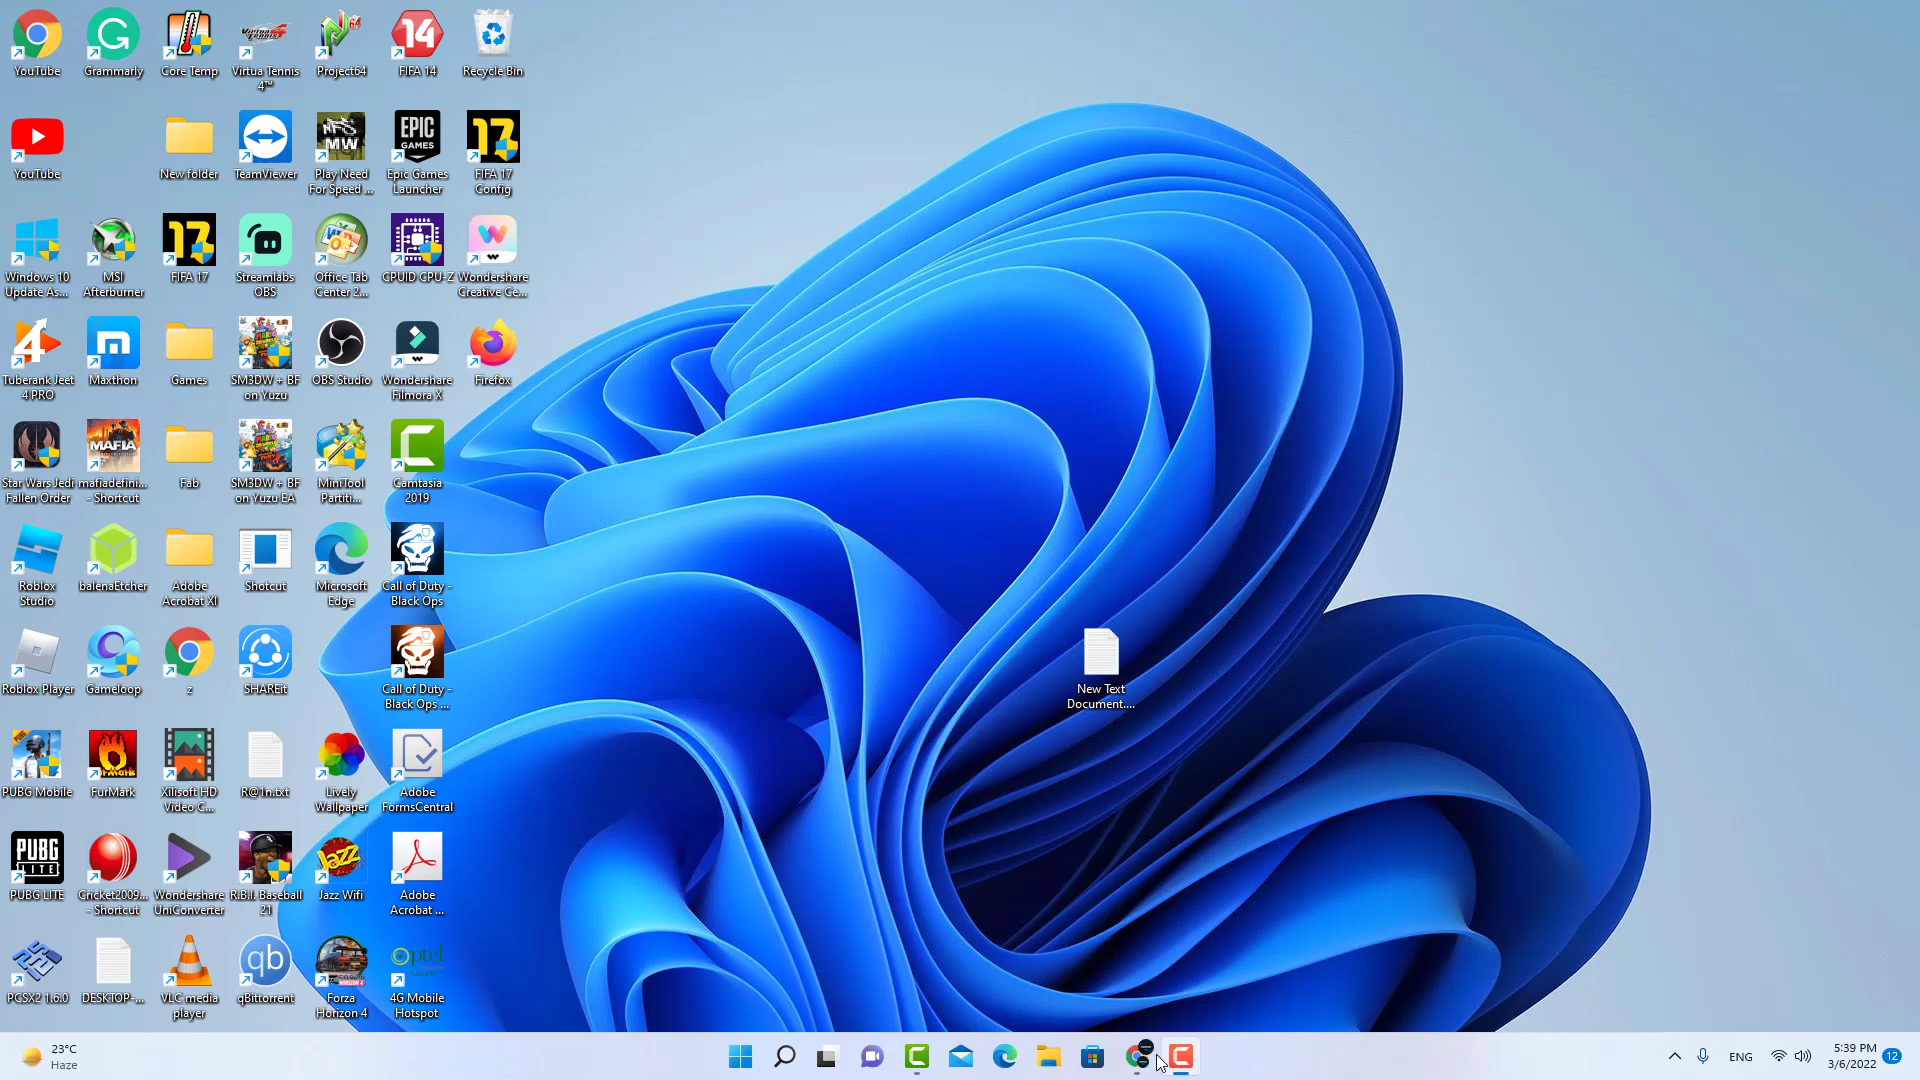 YouTube
Grammarly
Core Temp
Virtua Tennis
4™
Project64
FIFA 14
Recycle Bin
YouTube
New folder
TeamViewer
Play Need
For Speed ...
Epic Games
Launcher
FIFA 17
Config
Windows 10
Update As...
MSI
Afterburner
FIFA 17
Streamlabs
OBS
Office Tab
Center 2...
CPUID CPU-Z
Wondershare
Creative Ce...
Tuberank Jeet
4 PRO
Maxthon
Games
SM3DW + BF
on Yuzu
OBS Studio
Wondershare
Filmora X
Firefox
Star Wars Jedi
Fallen Order
mafiadefini...
- Shortcut
Fab
SM3DW + BF
on Yuzu EA
MiniTool
Partiti...
Camtasia
2019
Roblox
Studio
balenaEtcher
Adobe
Acrobat XI
Shotcut
Microsoft
Edge
Call of Duty -
Black Ops
Roblox Player
Gameloop
z
SHAREit
Call of Duty -
Black Ops ...
New Text
Document....
PUBG Mobile
FurMark
Xilisoft HD
Video C...
R@1n.txt
Lively
Wallpaper
Adobe
FormsCentral
PUBG LITE
Cricket2009...
- Shortcut
Wondershare
UniConverter
R.B.I. Baseball
21
Jazz Wifi
Adobe
Acrobat ...
PCSX2 1.6.0
DESKTOP-...
VLC media
player
qBittorrent
Forza
Horizon 4
4G Mobile
Hotspot
23°C
Haze
ENG
5:39 PM
3/6/2022
12